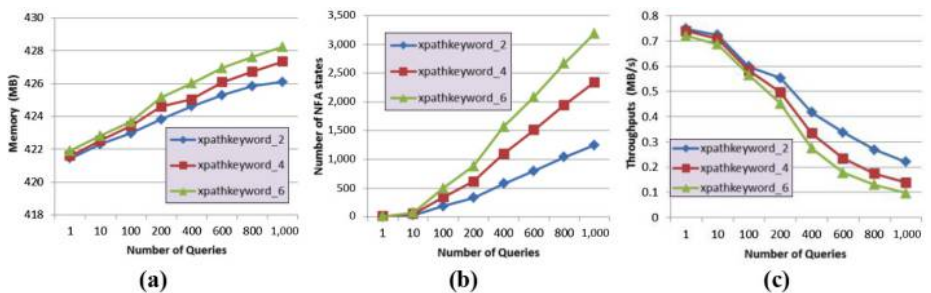 430
428
426
424
422
420
418
Memory (MB)
xpathkeyword_2
xpathkeyword_4
xpathkeyword_6
1 10 100 200 400 600 800 1,000
Number of Queries
(a)
3,500
3,000
2,500
2,000
1,500
1,000
500
0
Number of NFA states
xpathkeyword_2
xpathkeyword_4
xpathkeyword_6
1 10 100 200 400 600 800 1,000
Number of Queries
(b)
0.8
0.7
0.6
0.5
0.4
0.3
0.2
0.1
0
Throughputs (MB/s)
xpathkeyword_2
xpathkeyword_4
xpathkeyword_6
1 10 100 200 400 600 800 1,000
Number of Queries
(c)